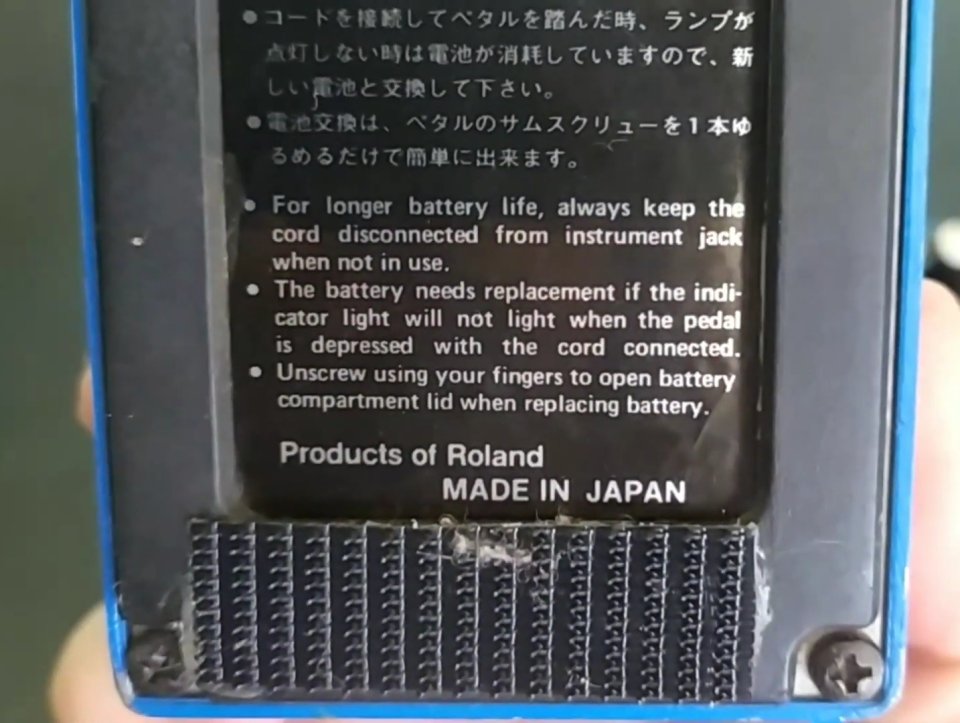 ●コードを接続してペタルを踏んだ時、ランプが
点灯しない時は電池が消耗していますので、新
しい電池と交換して下さい。
●電池交換は、ペタルのサムスクリューを1本ゆ
るめるだけで簡単に出来ます。
● For longer battery life, always keep the
cord disconnected from instrument jack
when not in use.
● The battery needs replacement if the indi-
cator light will not light when the pedal
is depressed with the cord connected.
● Unscrew using your fingers to open battery
compartment lid when replacing battery.
Products of Roland
MADE IN JAPAN